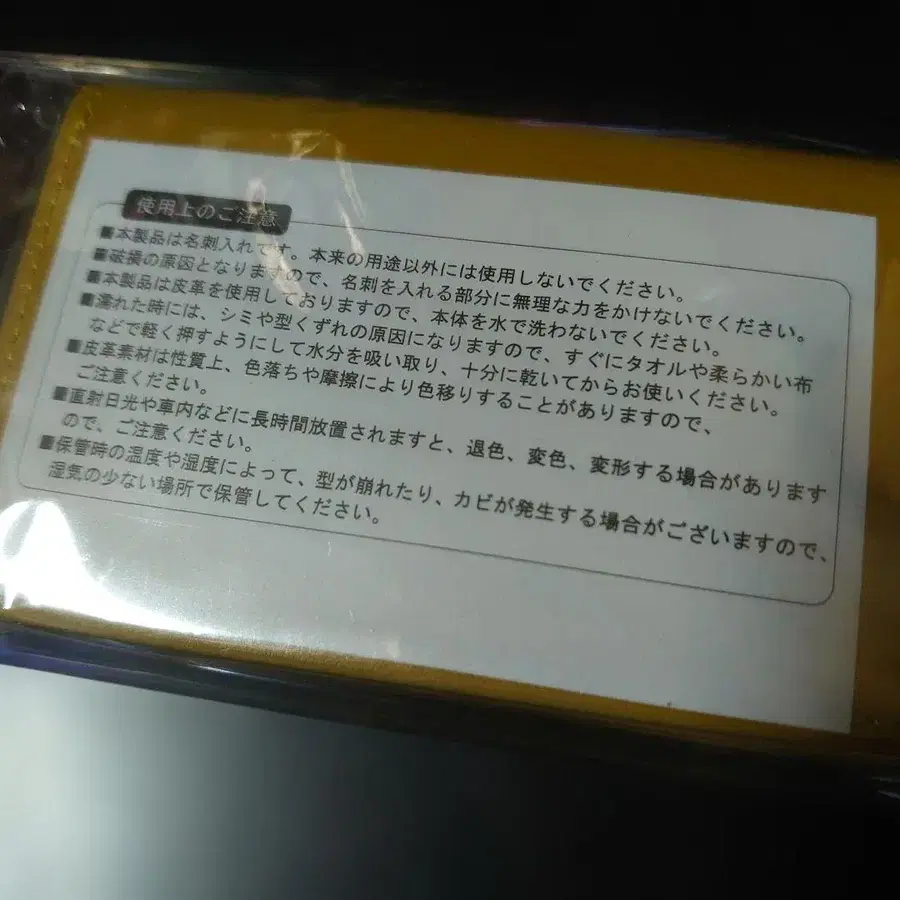 使用上のご注意
■本製品は名刺入れです。本来の用途以外には使用しないでください。
■破損の原因となりますので、名刺を入れる部分に無理な力をかけないでください。
■本製品は皮革を使用しておりますので、本体を水で洗わないでください。
■濡れた時には、シミや型くずれの原因になりますので、すぐにタオルや柔らかい布
などで軽く押すようにして水分を吸い取り、十分に乾いてからお使いください。
■皮革素材は性質上、色落ちや摩擦により色移りすることがありますので、
ご注意ください。
■直射日光や車内などに長時間放置されますと、退色、変色、変形する場合があります
ので、ご注意ください。
■保管時の温度や湿度によって、型が崩れたり、カビが発生する場合がございますので、
湿気の少ない場所で保管してください。